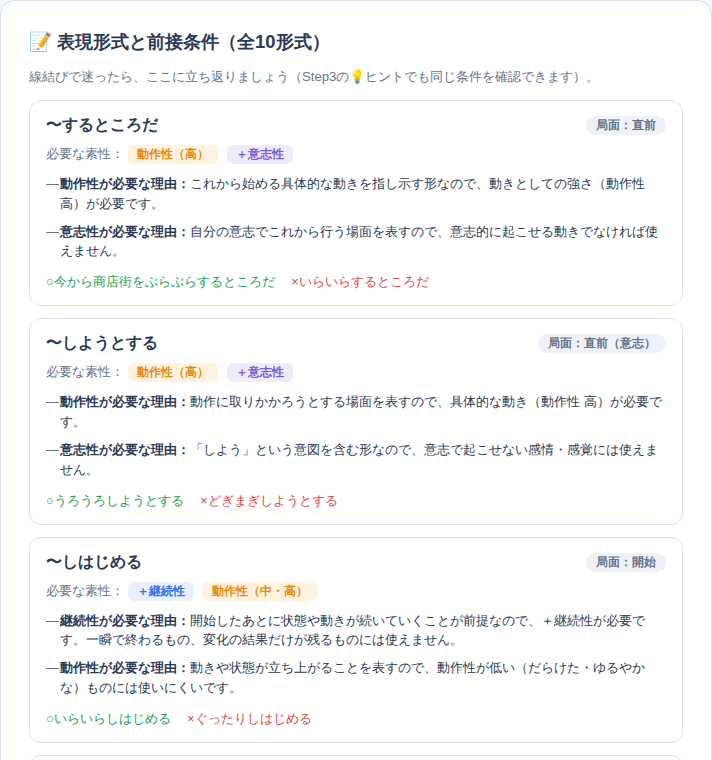 📝 表現形式と前接条件（全10形式）
線結びで迷ったら、ここに立ち返りましょう（Step3の💡ヒントでも同じ条件を確認できます）。
〜するところだ
局面：直前
必要な素性： 動作性（高） ＋意志性
—動作性が必要な理由：これから始める具体的な動きを指し示す形なので、動きとしての強さ（動作性
高）が必要です。
—意志性が必要な理由：自分の意志でこれから行う場面を表すので、意志的に起こせる動きでなければ使
えません。
○今から商店街をぶらぶらするところだ ×いらいらするところだ
〜しようとする
局面：直前（意志）
必要な素性： 動作性（高） ＋意志性
—動作性が必要な理由：動作に取りかかろうとする場面を表すので、具体的な動き（動作性 高）が必要で
す。
—意志性が必要な理由：「しよう」という意図を含む形なので、意志で起こせない感情・感覚には使えま
せん。
○うろうろしようとする ×どぎまぎしようとする
〜しはじめる
局面：開始
必要な素性： ＋継続性 動作性（中・高）
—継続性が必要な理由：開始したあとに状態や動きが続いていくことが前提なので、＋継続性が必要で
す。一瞬で終わるもの、変化の結果だけが残るものには使えません。
—動作性が必要な理由：動きや状態が立ち上がることを表すので、動作性が低い（だらけた・ゆるやか
な）ものには使いにくいです。
○いらいらしはじめる ×ぐったりしはじめる